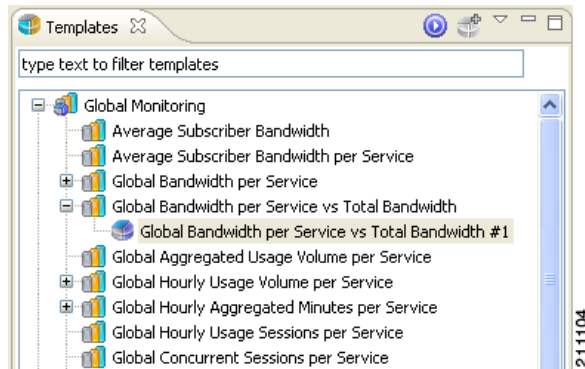 Templates
type text to filter templates
Global Monitoring
Average Subscriber Bandwidth
Average Subscriber Bandwidth per Service
Global Bandwidth per Service
Global Bandwidth per Service vs Total Bandwidth
Global Bandwidth per Service vs Total Bandwidth #1
Global Aggregated Usage Volume per Service
Global Hourly Usage Volume per Service
Global Hourly Aggregated Minutes per Service
Global Hourly Usage Sessions per Service
Global Concurrent Sessions per Service
211104